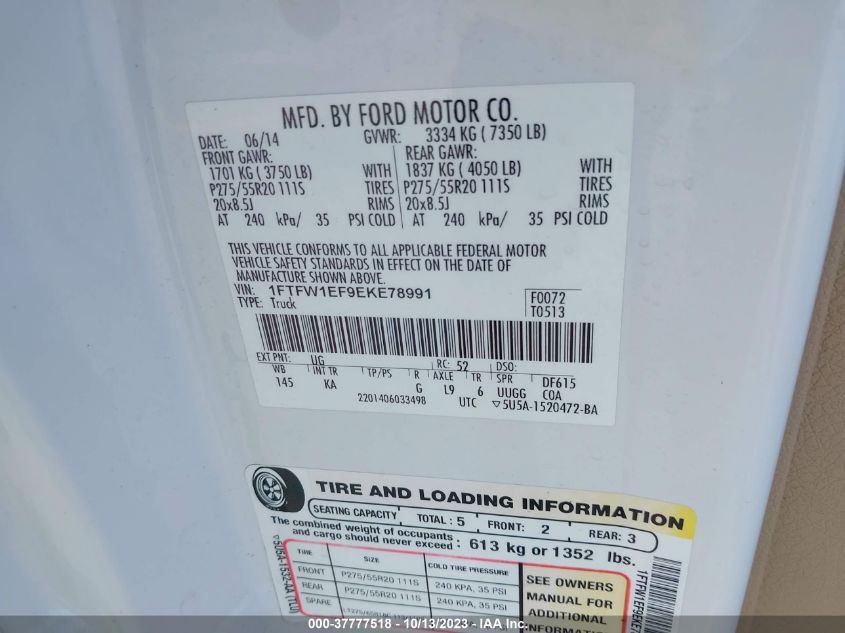 MFD. BY FORD MOTOR CO.
DATE: 06/14 GVWR: 3334 KG ( 7350 LB)
FRONT GAWR: REAR GAWR:
1701 KG ( 3750 LB) WITH 1837 KG ( 4050 LB) WITH
P275/55R20 111S TIRES P275/55R20 111S TIRES
20x8.5J RIMS 20x8.5J RIMS
AT 240 kPa/ 35 PSI COLD AT 240 kPa/ 35 PSI COLD
THIS VEHICLE CONFORMS TO ALL APPLICABLE FEDERAL MOTOR
VEHICLE SAFETY STANDARDS IN EFFECT ON THE DATE OF
MANUFACTURE SHOWN ABOVE.
VIN: 1FTFW1EF9EKE78991 F0072
TYPE: Truck T0513
EXT PNT: UG RC: 52 DSO:
WB INT TR TP/PS R AXLE TR SPR DF615
145 KA G L9 6 UUGG COA
2201406033498 UTC ▽5U5A-1520472-BA
TIRE AND LOADING INFORMATION
SEATING CAPACITY TOTAL: 5 FRONT: 2 REAR: 3
The combined weight of occupants
and cargo should never exceed: 613 kg or 1352 lbs.
TIRE SIZE COLD TIRE PRESSURE
FRONT P275/55R20 111S 240 KPA, 35 PSI
REAR P275/55R20 111S 240 KPA, 35 PSI
SPARE
SEE OWNERS
MANUAL FOR
ADDITIONAL
INFORMATION
▽5U5A-1532-AA (TLU)
1FTFW1EF9EKE7
000-37777518 - 10/13/2023 - IAA Inc.